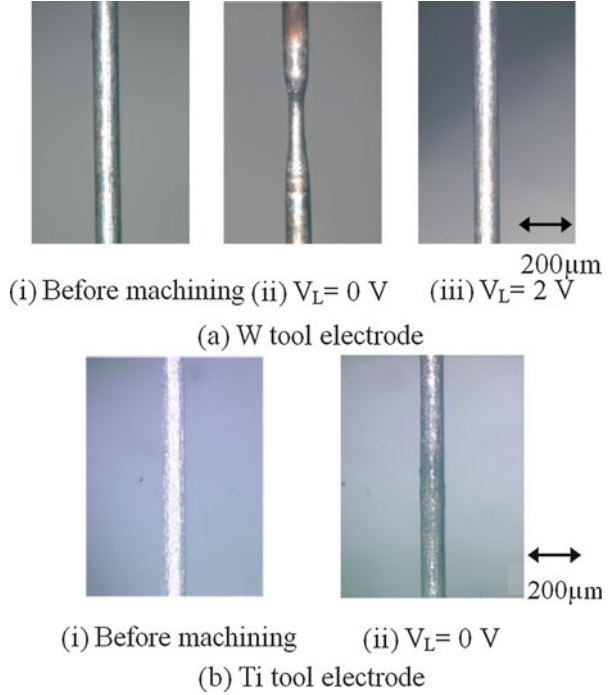 200μm
(i) Before machining (ii) V_L= 0 V (iii) V_L= 2 V
(a) W tool electrode
200μm
(i) Before machining (ii) V_L= 0 V
(b) Ti tool electrode